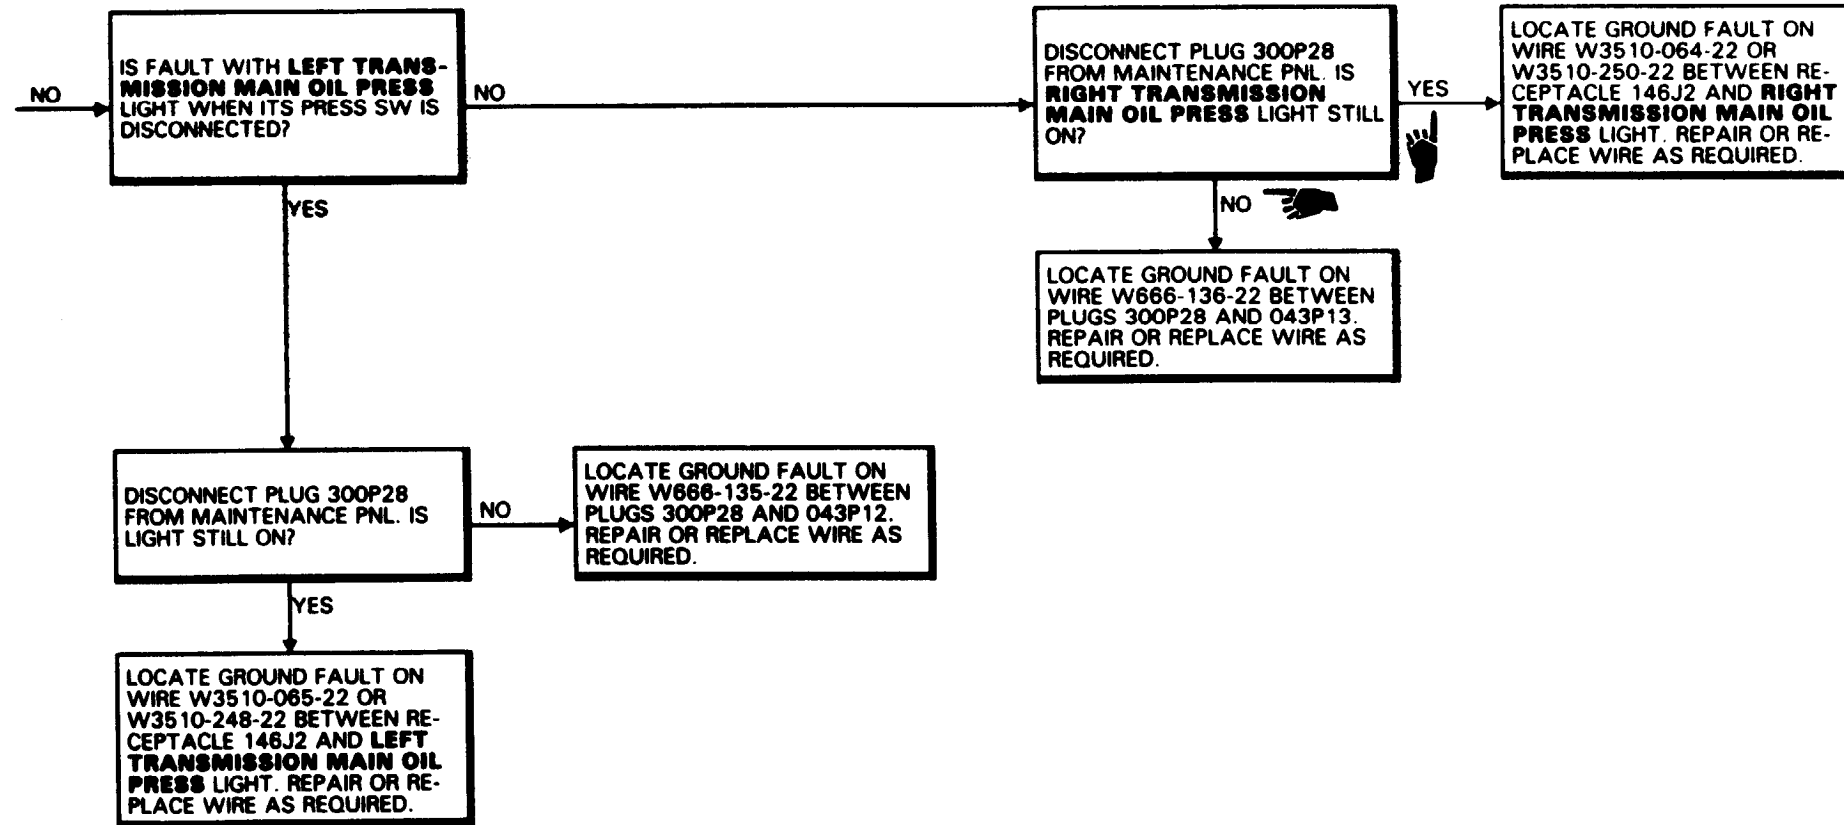 NO
IS FAULT WITH LEFT TRANS-
MISSION MAIN OIL PRESS
LIGHT WHEN ITS PRESS SW IS
DISCONNECTED?
NO
YES
DISCONNECT PLUG 300P28
FROM MAINTENANCE PNL. IS
RIGHT TRANSMISSION
MAIN OIL PRESS LIGHT STILL
ON?
YES
LOCATE GROUND FAULT ON
WIRE W3510-064-22 OR
W3510-250-22 BETWEEN RE-
CEPTACLE 146J2 AND RIGHT
TRANSMISSION MAIN OIL
PRESS LIGHT. REPAIR OR RE-
PLACE WIRE AS REQUIRED.
NO
LOCATE GROUND FAULT ON
WIRE W666-136-22 BETWEEN
PLUGS 300P28 AND 043P13.
REPAIR OR REPLACE WIRE AS
REQUIRED.
DISCONNECT PLUG 300P28
FROM MAINTENANCE PNL. IS
LIGHT STILL ON?
NO
LOCATE GROUND FAULT ON
WIRE W666-135-22 BETWEEN
PLUGS 300P28 AND 043P12.
REPAIR OR REPLACE WIRE AS
REQUIRED.
YES
LOCATE GROUND FAULT ON
WIRE W3510-065-22 OR
W3510-248-22 BETWEEN RE-
CEPTACLE 146J2 AND LEFT
TRANSMISSION MAIN OIL
PRESS LIGHT. REPAIR OR RE-
PLACE WIRE AS REQUIRED.